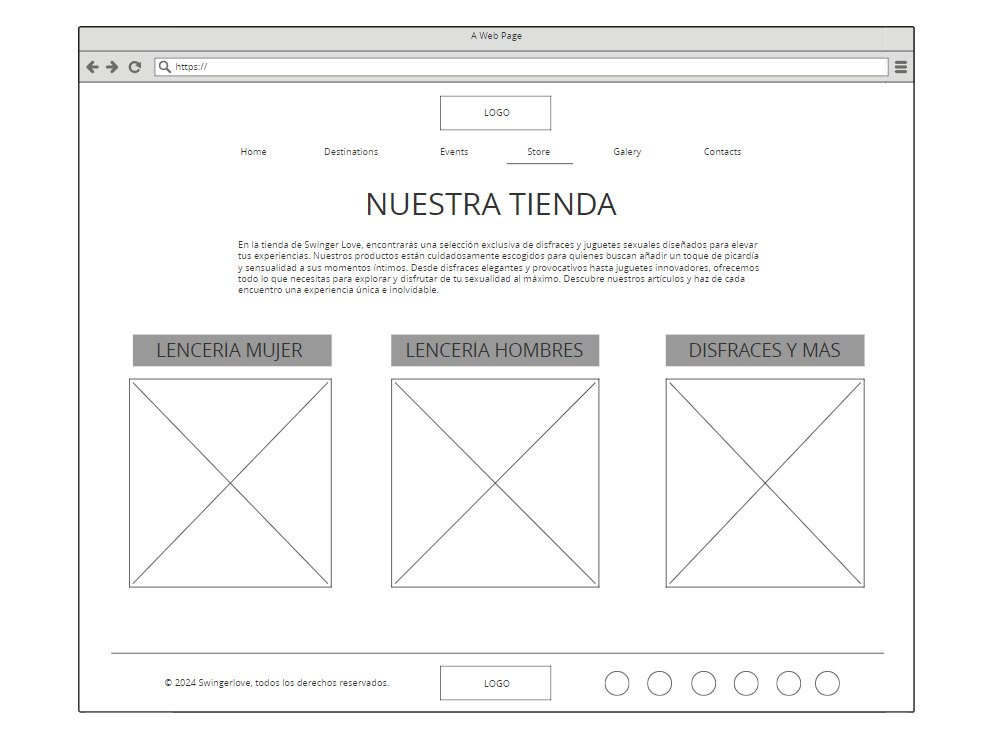 A Web Page
https://
LOGO
Home Destinations Events Store Galery Contacts
NUESTRA TIENDA
En la tienda de Swinger Love, encontrarás una selección exclusiva de disfraces y juguetes sexuales diseñados para elevar
tus experiencias. Nuestros productos están cuidadosamente escogidos para quienes buscan añadir un toque de picardía
y sensualidad a sus momentos íntimos. Desde disfraces elegantes y provocativos hasta juguetes innovadores, ofrecemos
todo lo que necesitas para explorar y disfrutar de tu sexualidad al máximo. Descubre nuestros artículos y haz de cada
encuentro una experiencia única e inolvidable.
LENCERÍA MUJER LENCERÍA HOMBRES DISFRACES Y MÁS
© 2024 Swingerlove, todos los derechos reservados. LOGO